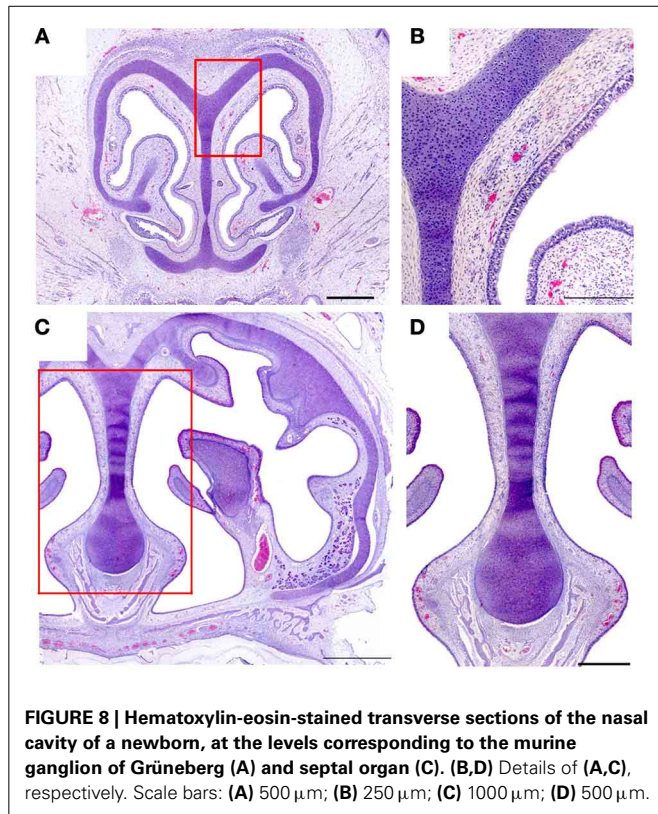 A
B
C
D
FIGURE 8 | Hematoxylin-eosin-stained transverse sections of the nasal
cavity of a newborn, at the levels corresponding to the murine
ganglion of Grüneberg (A) and septal organ (C). (B,D) Details of (A,C),
respectively. Scale bars: (A) 500 μm; (B) 250 μm; (C) 1000 μm; (D) 500 μm.